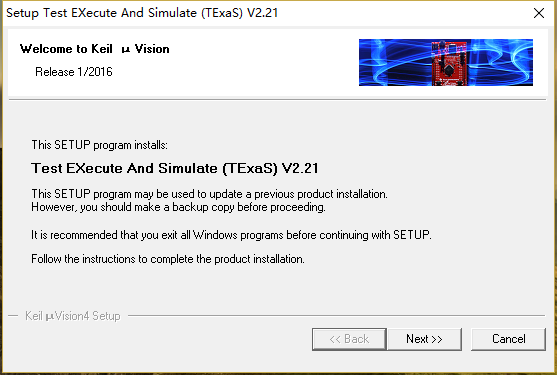 Setup Test EXecute And Simulate (TExaS) V2.21
Welcome to Keil µ Vision
Release 1/2016
This SETUP program installs:
Test EXecute And Simulate (TExaS) V2.21
This SETUP program may be used to update a previous product installation.
However, you should make a backup copy before proceeding.
It is recommended that you exit all Windows programs before continuing with SETUP.
Follow the instructions to complete the product installation.
Keil µVision4 Setup
<< Back
Next >>
Cancel